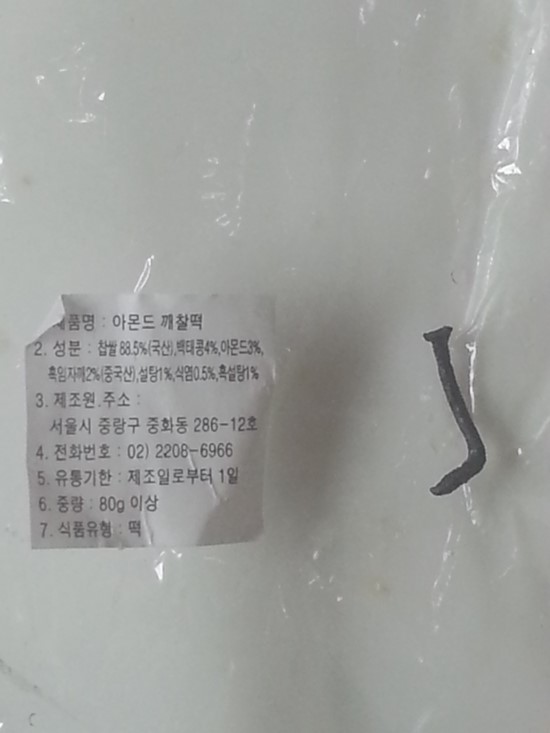 제품명 : 아몬드 깨찰떡
2. 성분 : 찹쌀 88.5%(국산),백태콩4%,아몬드3%,
흑임자깨2%(중국산),설탕1%,식염0.5%,흑설탕1%
3. 제조원.주소 :
서울시 중랑구 중화동 286-12호
4. 전화번호 : 02) 2208-6966
5. 유통기한 : 제조일로부터 1일
6. 중량 : 80g 이상
7. 식품유형 : 떡